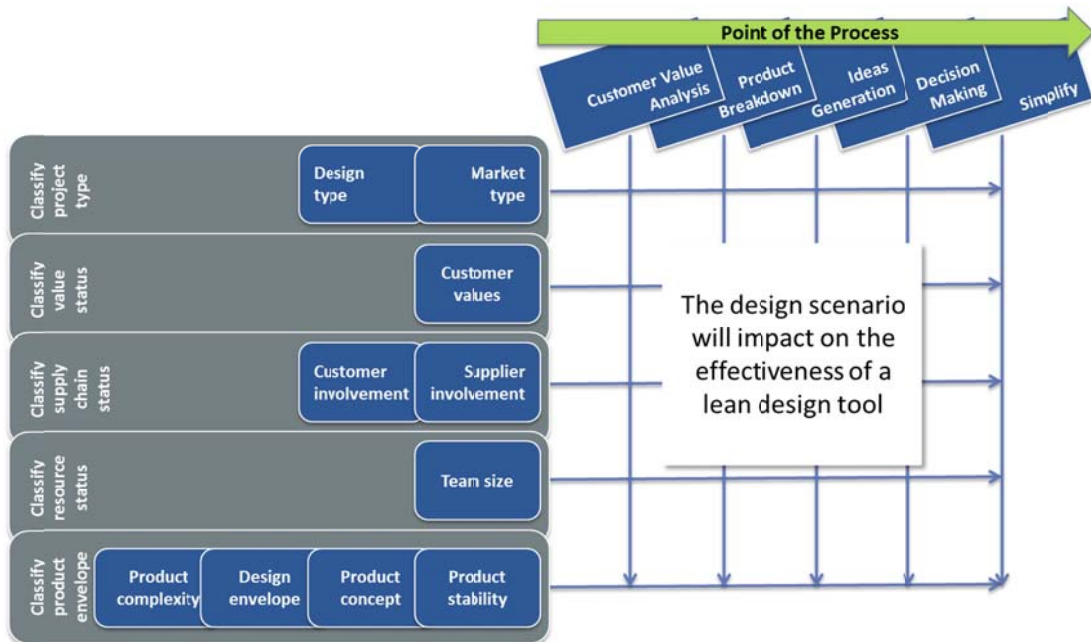 Point of the Process
Customer Value
Analysis
Product
Breakdown
Ideas
Generation
Decision
Making
Simplify
Classify
project
type
Design
type
Market
type
Classify
value
status
Customer
values
The design scenario
will impact on the
effectiveness of a
lean design tool
Classify
supply
chain
status
Customer
involvement
Supplier
involvement
Classify
resource
status
Team size
Classify
product
envelope
Product
complexity
Design
envelope
Product
concept
Product
stability